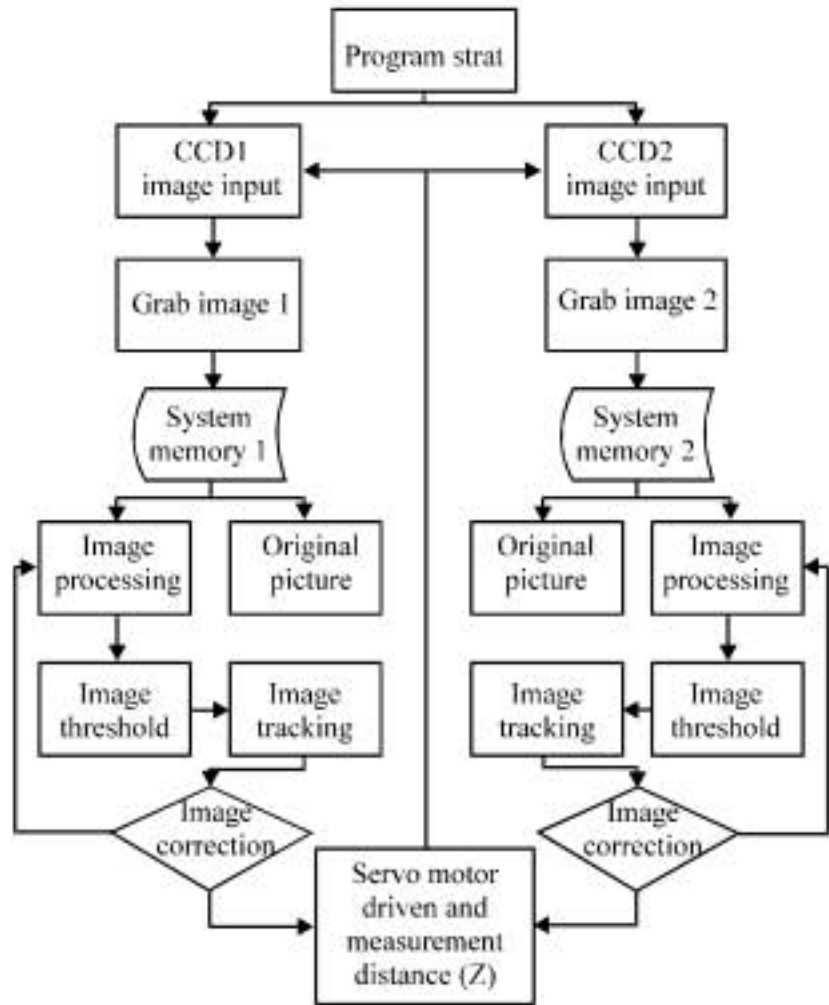 Program strat
CCD1
image input
CCD2
image input
Grab image 1
Grab image 2
System
memory 1
System
memory 2
Image
processing
Original
picture
Original
picture
Image
processing
Image
threshold
Image
tracking
Image
tracking
Image
threshold
Image
correction
Image
correction
Servo motor
driven and
measurement
distance (Z)